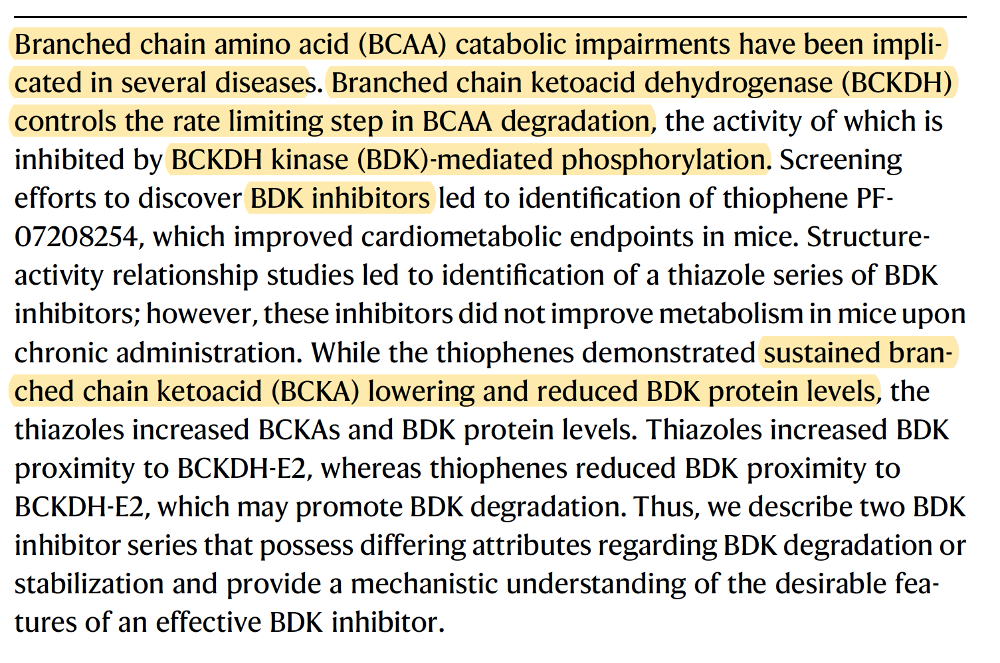 Branched chain amino acid (BCAA) catabolic impairments have been impli-
cated in several diseases. Branched chain ketoacid dehydrogenase (BCKDH)
controls the rate limiting step in BCAA degradation, the activity of which is
inhibited by BCKDH kinase (BDK)-mediated phosphorylation. Screening
efforts to discover BDK inhibitors led to identification of thiophene PF-
07208254, which improved cardiometabolic endpoints in mice. Structure-
activity relationship studies led to identification of a thiazole series of BDK
inhibitors; however, these inhibitors did not improve metabolism in mice upon
chronic administration. While the thiophenes demonstrated sustained bran-
ched chain ketoacid (BCKA) lowering and reduced BDK protein levels, the
thiazoles increased BCKAs and BDK protein levels. Thiazoles increased BDK
proximity to BCKDH-E2, whereas thiophenes reduced BDK proximity to
BCKDH-E2, which may promote BDK degradation. Thus, we describe two BDK
inhibitor series that possess differing attributes regarding BDK degradation or
stabilization and provide a mechanistic understanding of the desirable fea-
tures of an effective BDK inhibitor.